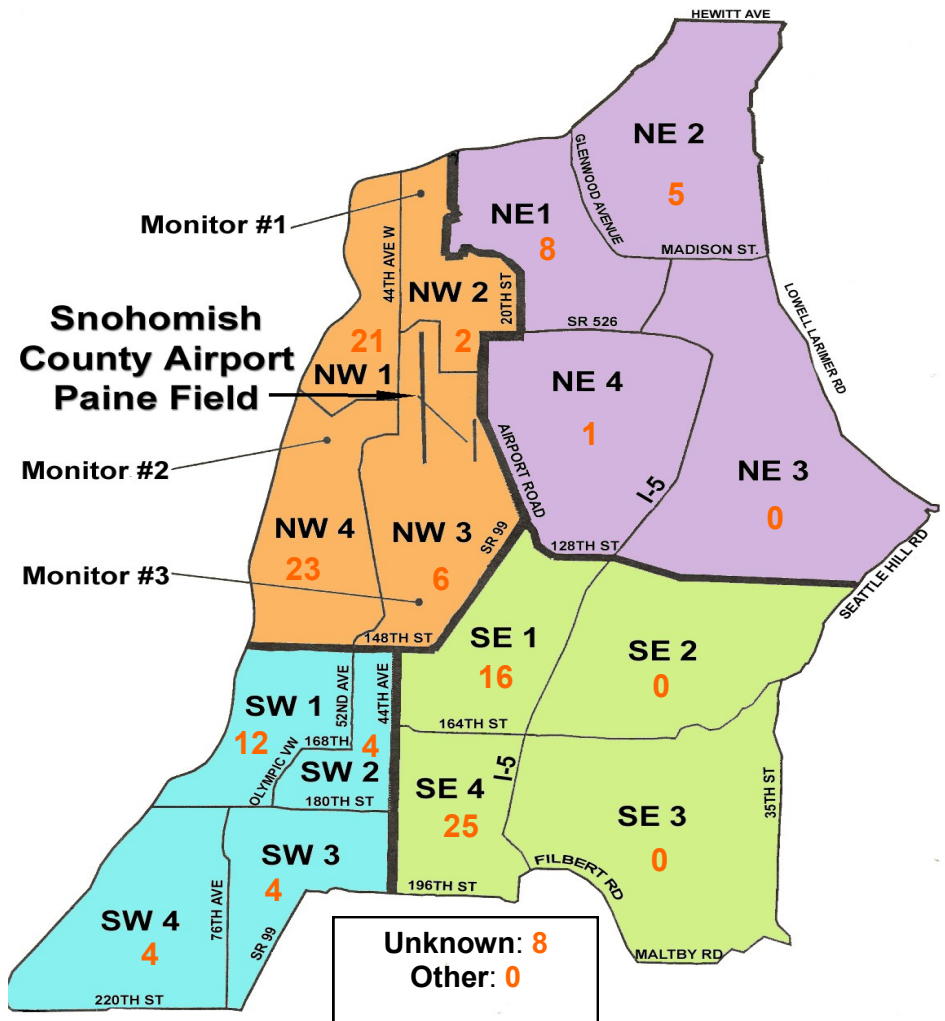 HEWITT AVE
NE 2
5
GLENWOOD AVENUE
MADISON ST.
NE1
8
Monitor #1
44TH AVE W
NW 2
2
20TH ST
LOWELL LARIMER RD
Snohomish
County Airport
Paine Field
21
NW 1
SR 526
NE 4
1
AIRPORT ROAD
I-5
NE 3
0
Monitor #2
NW 4
23
NW 3
6
SR 99
128TH ST
SEATTLE HILL RD
Monitor #3
148TH ST
SE 1
16
SE 2
0
164TH ST
SW 1
12
52ND AVE
44TH AVE
OLYMPIC VW
168TH
4
SW 2
180TH ST
SE 4
25
I-5
SE 3
0
35TH ST
SW 3
4
196TH ST
FILBERT RD
MALTBY RD
SW 4
4
76TH AVE
SR 99
220TH ST
Unknown: 8
Other: 0